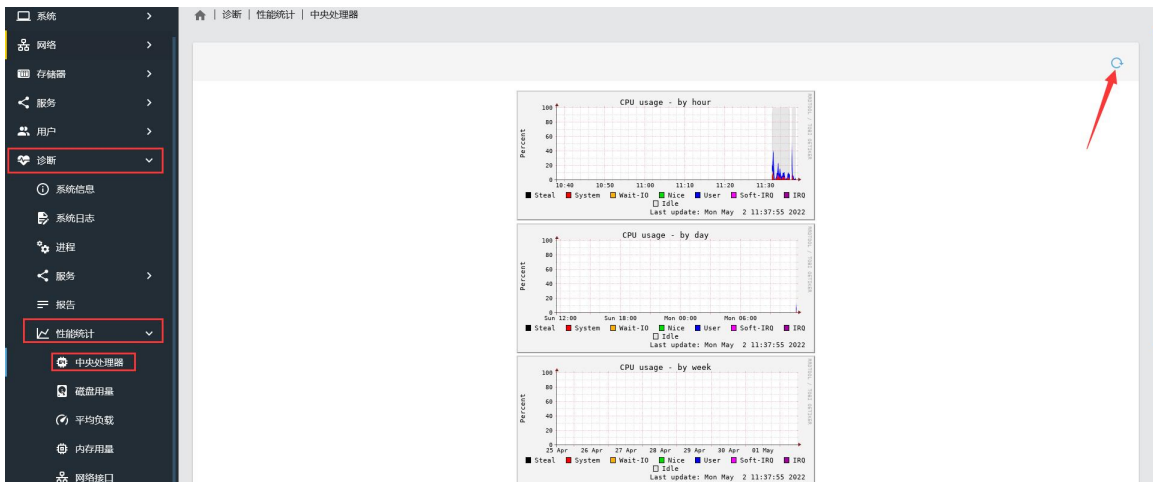 系统
网络
存储器
服务
用户
诊断
系统信息
系统日志
进程
服务
报告
性能统计
中央处理器
磁盘用量
平均负载
内存用量
网络接口
| 诊断 | 性能统计 | 中央处理器
CPU usage - by hour
Percent
100
80
60
40
20
0
10:40 10:50 11:00 11:10 11:20 11:30
Steal System Wait-IO Nice User Soft-IRQ IRQ
Idle
Last update: Mon May 2 11:37:55 2022
RRDTOOL / TOBI OETIKER
CPU usage - by day
Percent
100
80
60
40
20
0
Sun 12:00 Sun 18:00 Mon 00:00 Mon 06:00
Steal System Wait-IO Nice User Soft-IRQ IRQ
Idle
Last update: Mon May 2 11:37:55 2022
RRDTOOL / TOBI OETIKER
CPU usage - by week
Percent
100
80
60
40
20
0
25 Apr 26 Apr 27 Apr 28 Apr 29 Apr 30 Apr 01 May
Steal System Wait-IO Nice User Soft-IRQ IRQ
Idle
Last update: Mon May 2 11:37:55 2022
RRDTOOL / TOBI OETIKER